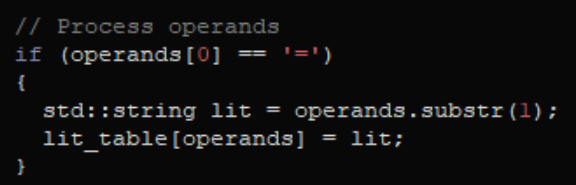 // Process operands
if (operands[0] == '=')
{
  std::string lit = operands.substr(1);
  lit_table[operands] = lit;
}